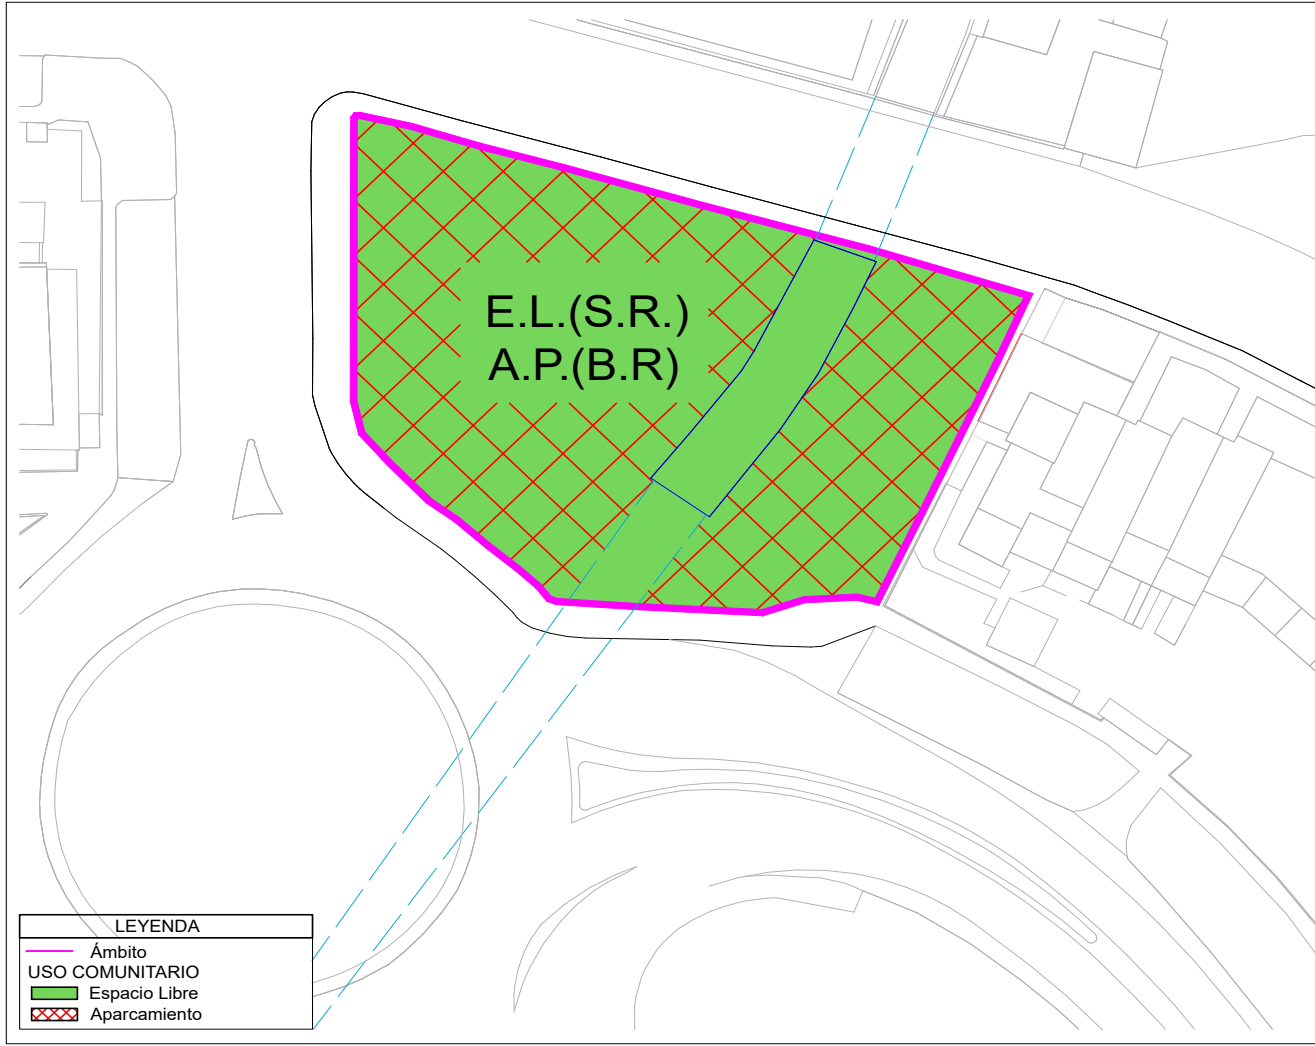 E.L.(S.R.)
A.P.(B.R)
LEYENDA
Ámbito
USO COMUNITARIO
Espacio Libre
Aparcamiento